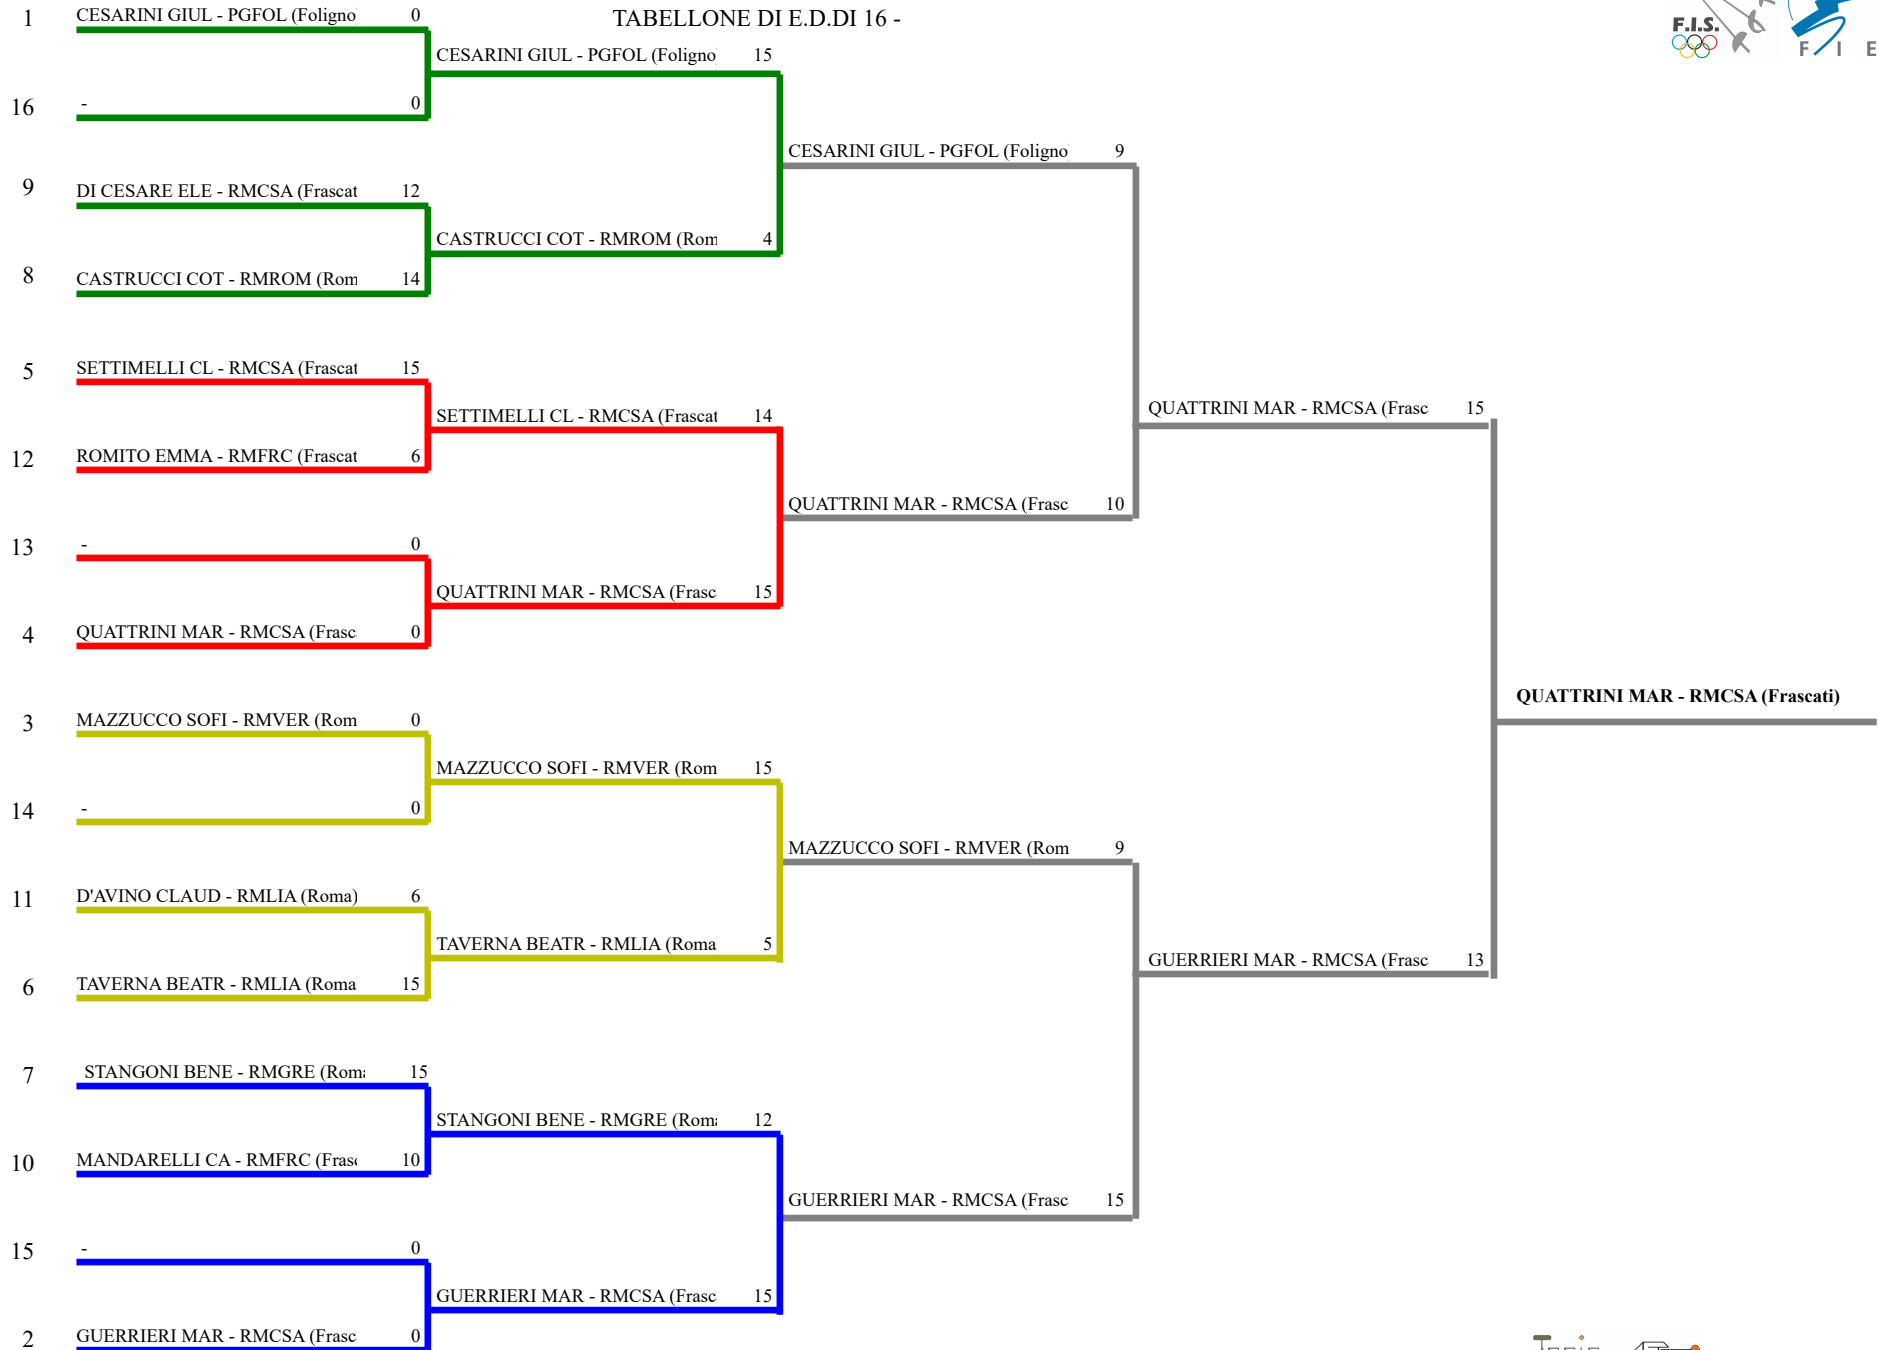 TABELLONE DI E.D.DI 16 -
F.I.S.
F I E
1 CESARINI GIUL - PGFOL (Foligno 0
CESARINI GIUL - PGFOL (Foligno 15
16 - 0
CESARINI GIUL - PGFOL (Foligno 9
9 DI CESARE ELE - RMCSA (Frascat 12
CASTRUCCI COT - RMROM (Rom 4
8 CASTRUCCI COT - RMROM (Rom 14
5 SETTIMELLI CL - RMCSA (Frascat 15
SETTIMELLI CL - RMCSA (Frascat 14
QUATTRINI MAR - RMCSA (Frasc 15
12 ROMITO EMMA - RMFRC (Frascat 6
QUATTRINI MAR - RMCSA (Frasc 10
13 - 0
QUATTRINI MAR - RMCSA (Frasc 15
4 QUATTRINI MAR - RMCSA (Frasc 0
QUATTRINI MAR - RMCSA (Frascati)
3 MAZZUCCO SOFI - RMVER (Rom 0
MAZZUCCO SOFI - RMVER (Rom 15
14 - 0
MAZZUCCO SOFI - RMVER (Rom 9
11 D'AVINO CLAUD - RMLIA (Roma) 6
TAVERNA BEATR - RMLIA (Roma 5
GUERRIERI MAR - RMCSA (Frasc 13
6 TAVERNA BEATR - RMLIA (Roma 15
7 STANGONI BENE - RMGRE (Roma 15
STANGONI BENE - RMGRE (Roma 12
10 MANDARELLI CA - RMFRC (Frasc 10
GUERRIERI MAR - RMCSA (Frasc 15
15 - 0
GUERRIERI MAR - RMCSA (Frasc 15
2 GUERRIERI MAR - RMCSA (Frasc 0